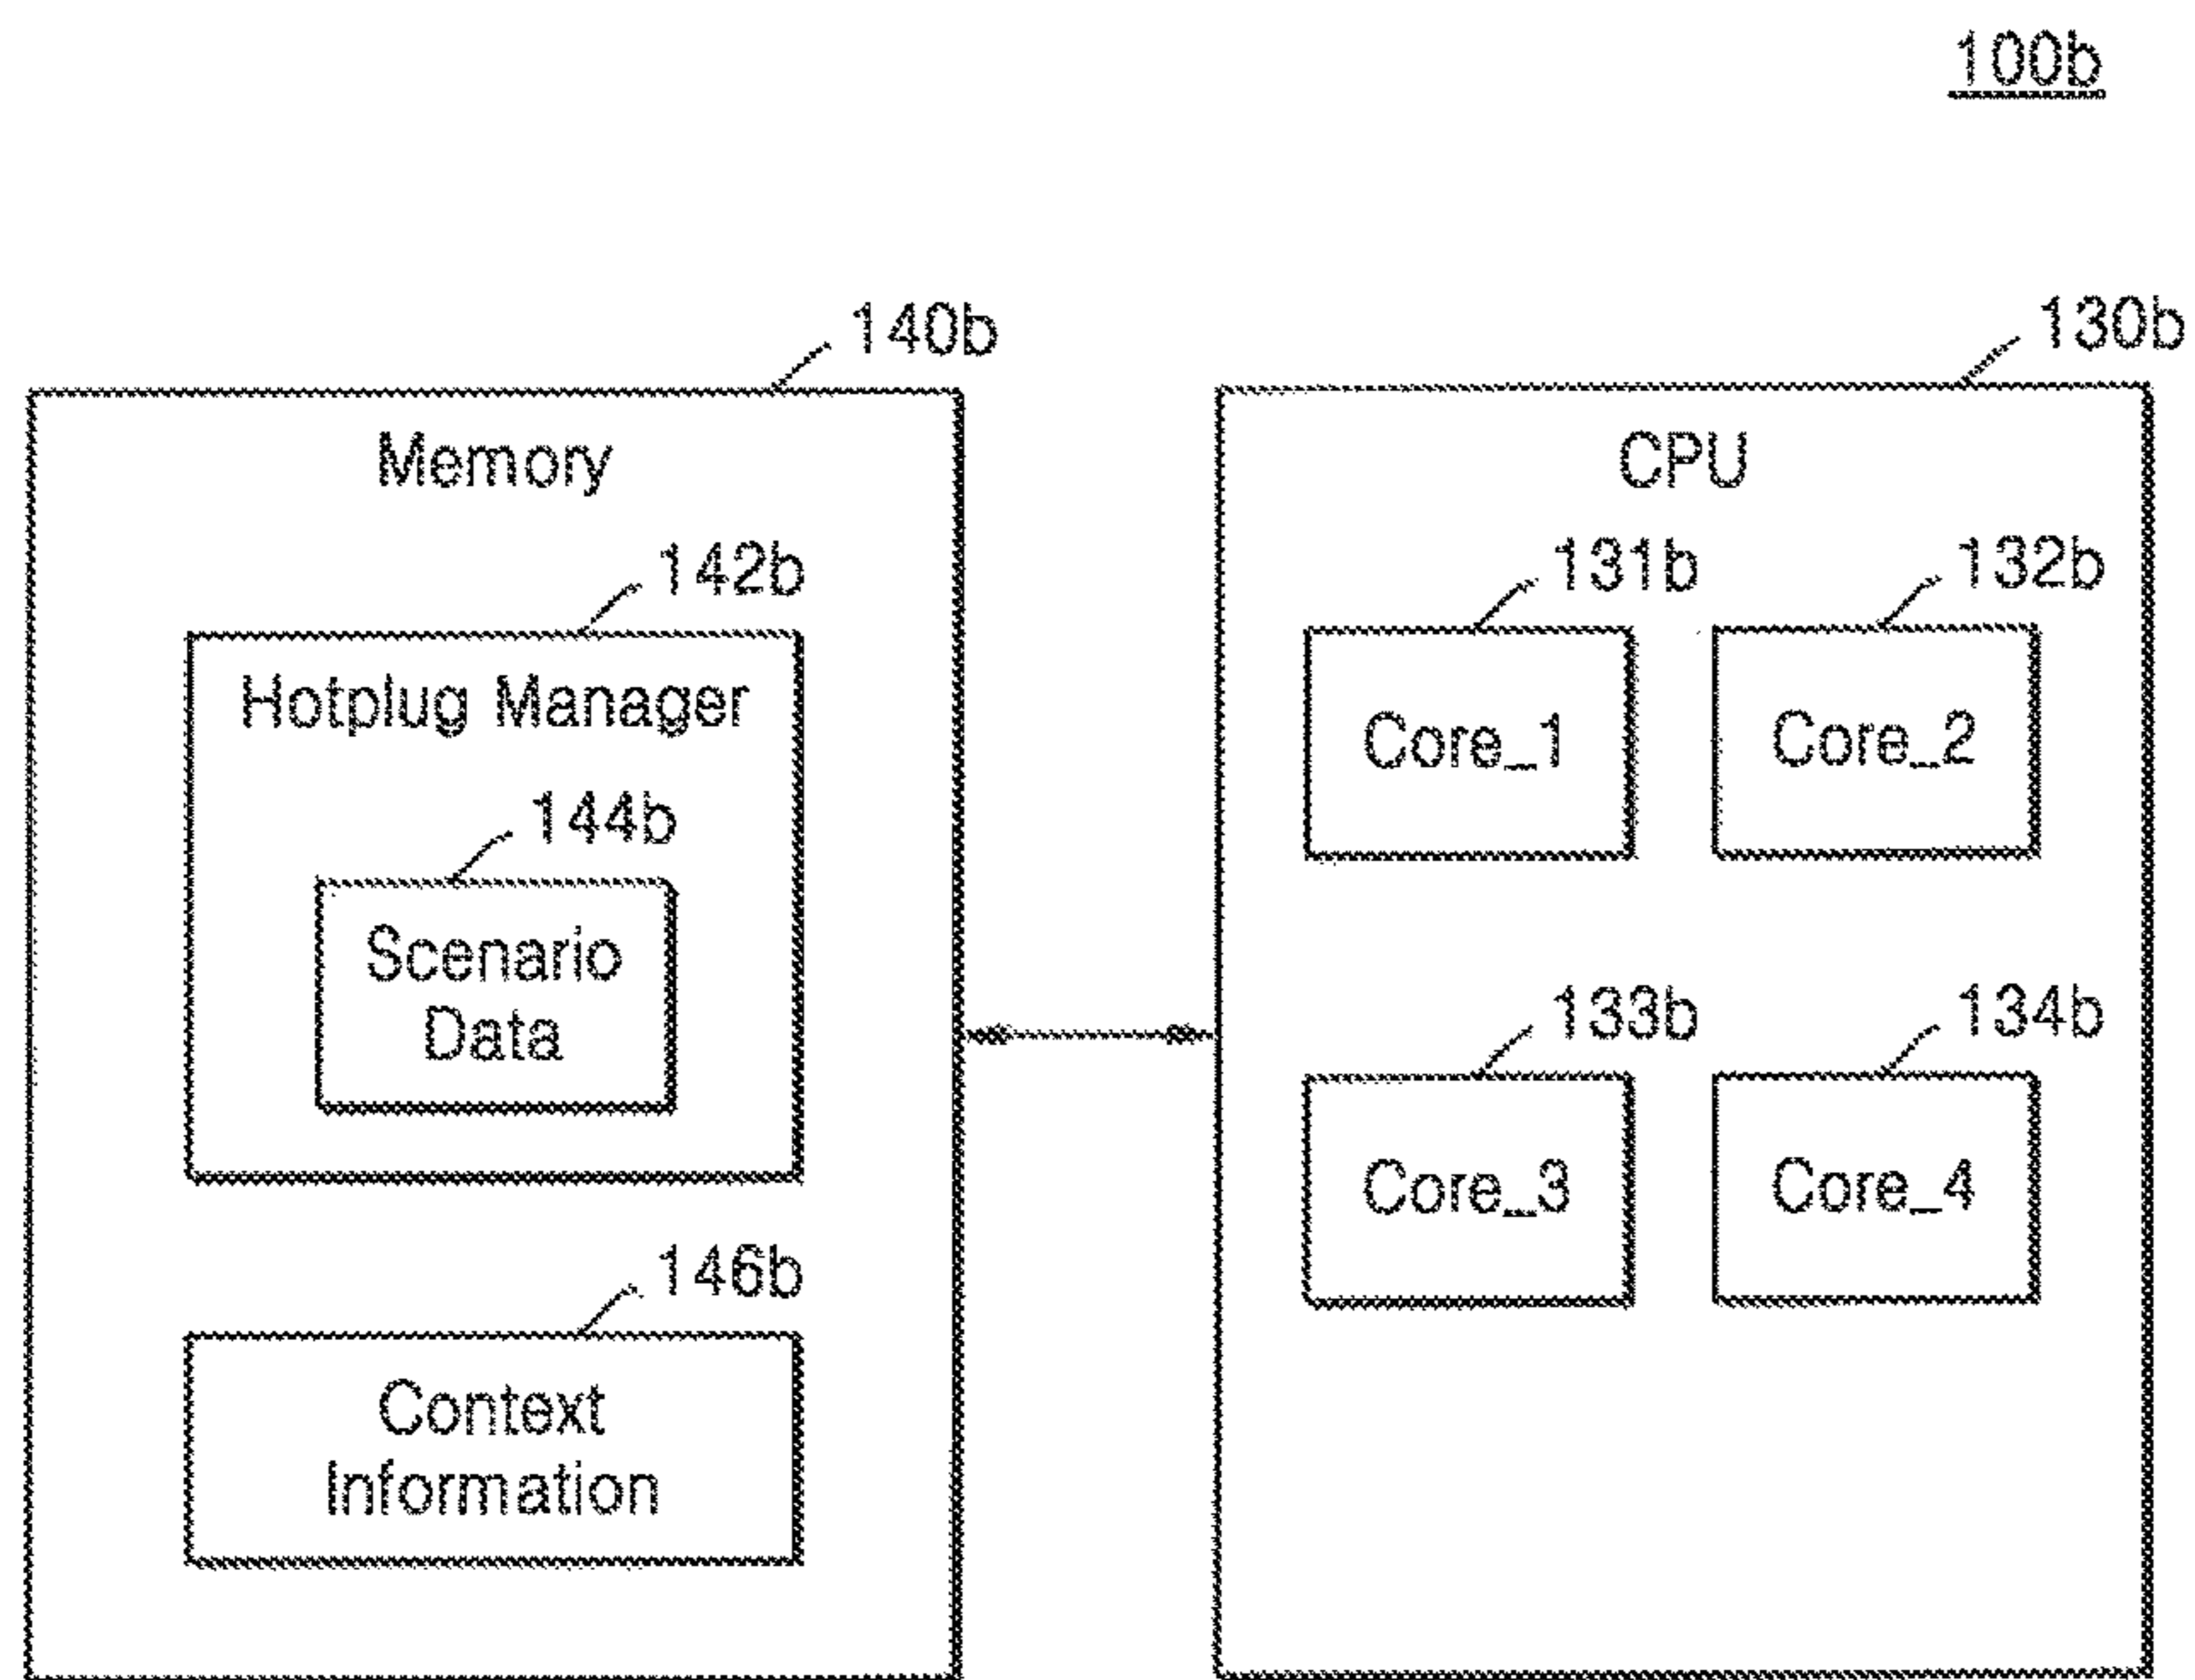 100b
140b
130b
Memory
CPU
142b
131b
132b
Hotplug Manager
Core_1
Core_2
144b
Scenario
Data
133b
134b
Core_3
Core_4
146b
Context
Information